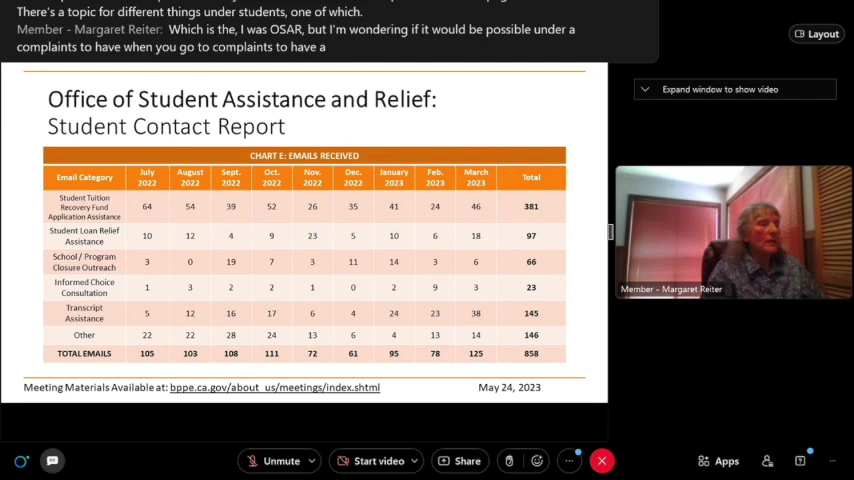 There's a topic for different things under students, one of which.
Member - Margaret Reiter: Which is the, I was OSAR, but I'm wondering if it would be possible under a
complaints to have when you go to complaints to have a
Layout
Expand window to show video
Office of Student Assistance and Relief:
Student Contact Report
CHART E: EMAILS RECEIVED
Email Category July 2022 August 2022 Sept. 2022 Oct. 2022 Nov. 2022 Dec. 2022 January 2023 Feb. 2023 March 2023 Total
Student Tuition Recovery Fund Application Assistance 64 54 39 52 26 35 41 24 46 381
Student Loan Relief Assistance 10 12 4 9 23 5 10 6 18 97
School / Program Closure Outreach 3 0 19 7 3 11 14 3 6 66
Informed Choice Consultation 1 3 2 2 1 0 2 9 3 23
Transcript Assistance 5 12 16 17 6 4 24 23 38 145
Other 22 22 28 24 13 6 4 13 14 146
TOTAL EMAILS 105 103 108 111 72 61 95 78 125 858
Member - Margaret Reiter
Meeting Materials Available at: bppe.ca.gov/about_us/meetings/index.shtml May 24, 2023
Unmute Start video Share Apps